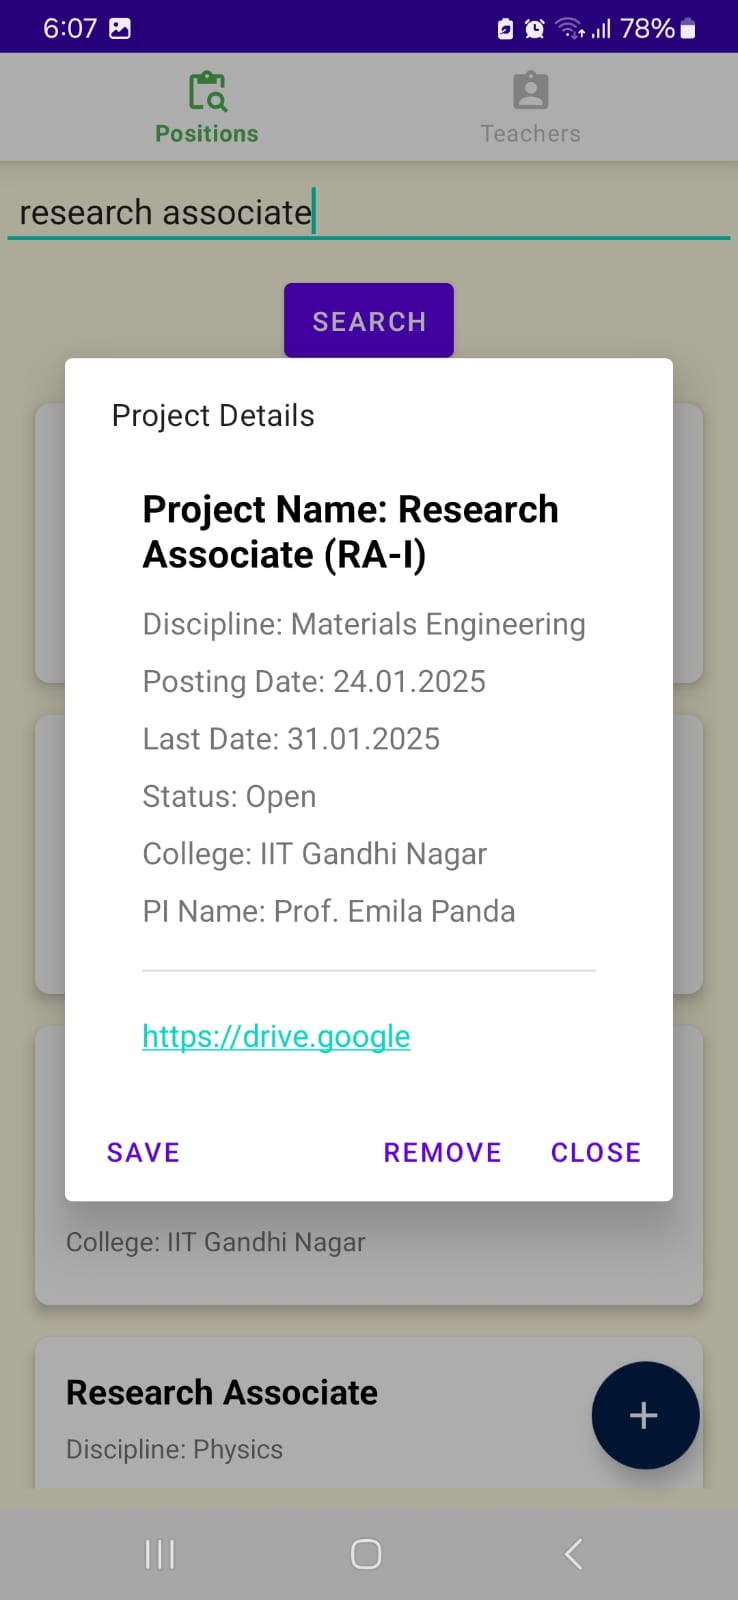 6:07
78%
Positions
Teachers
research associate
SEARCH
Project Details
Project Name: Research
Associate (RA-I)
Discipline: Materials Engineering
Posting Date: 24.01.2025
Last Date: 31.01.2025
Status: Open
College: IIT Gandhi Nagar
PI Name: Prof. Emila Panda
https://drive.google
SAVE
REMOVE
CLOSE
College: IIT Gandhi Nagar
Research Associate
Discipline: Physics